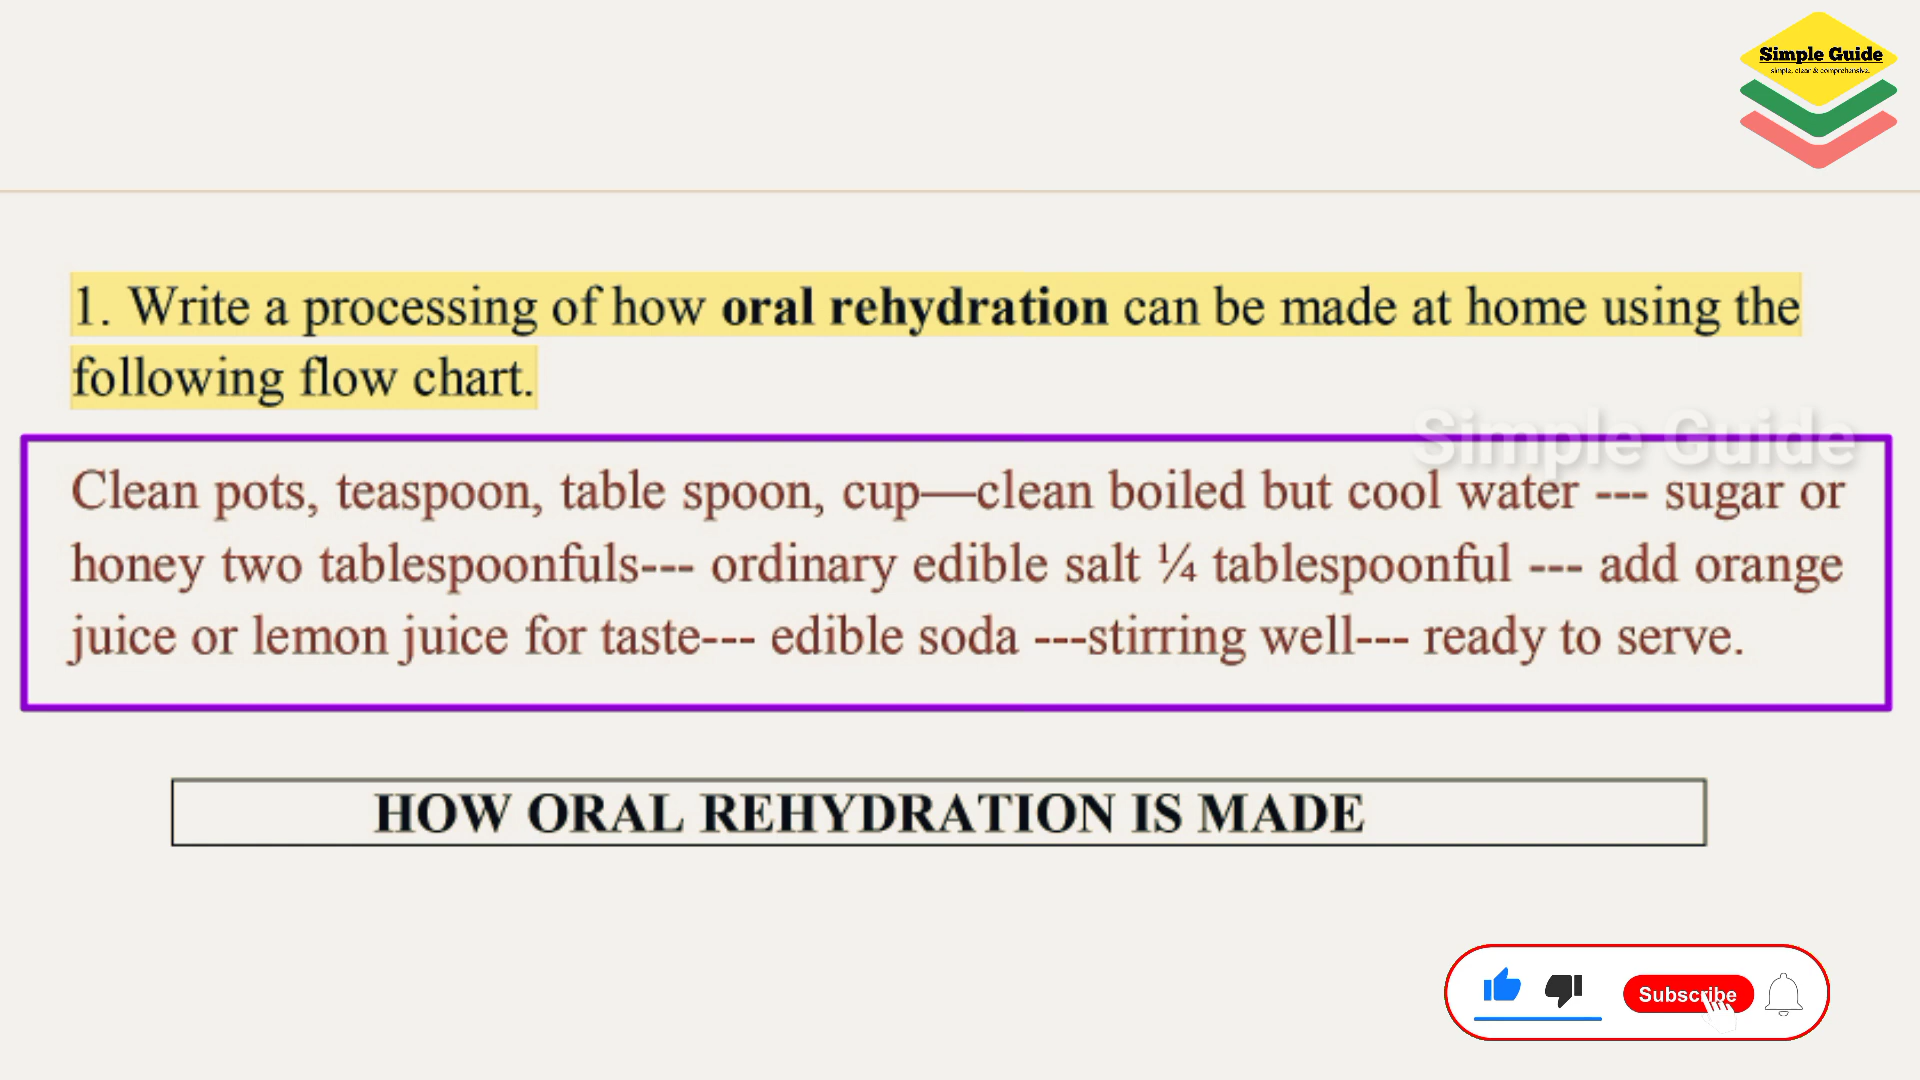 Simple Guide
simple, clear & comprehensive.
1. Write a processing of how oral rehydration can be made at home using the
following flow chart.
Simple Guide
Clean pots, teaspoon, table spoon, cup—clean boiled but cool water --- sugar or
honey two tablespoonfuls--- ordinary edible salt ¼ tablespoonful --- add orange
juice or lemon juice for taste--- edible soda ---stirring well--- ready to serve.
HOW ORAL REHYDRATION IS MADE
Subscribe